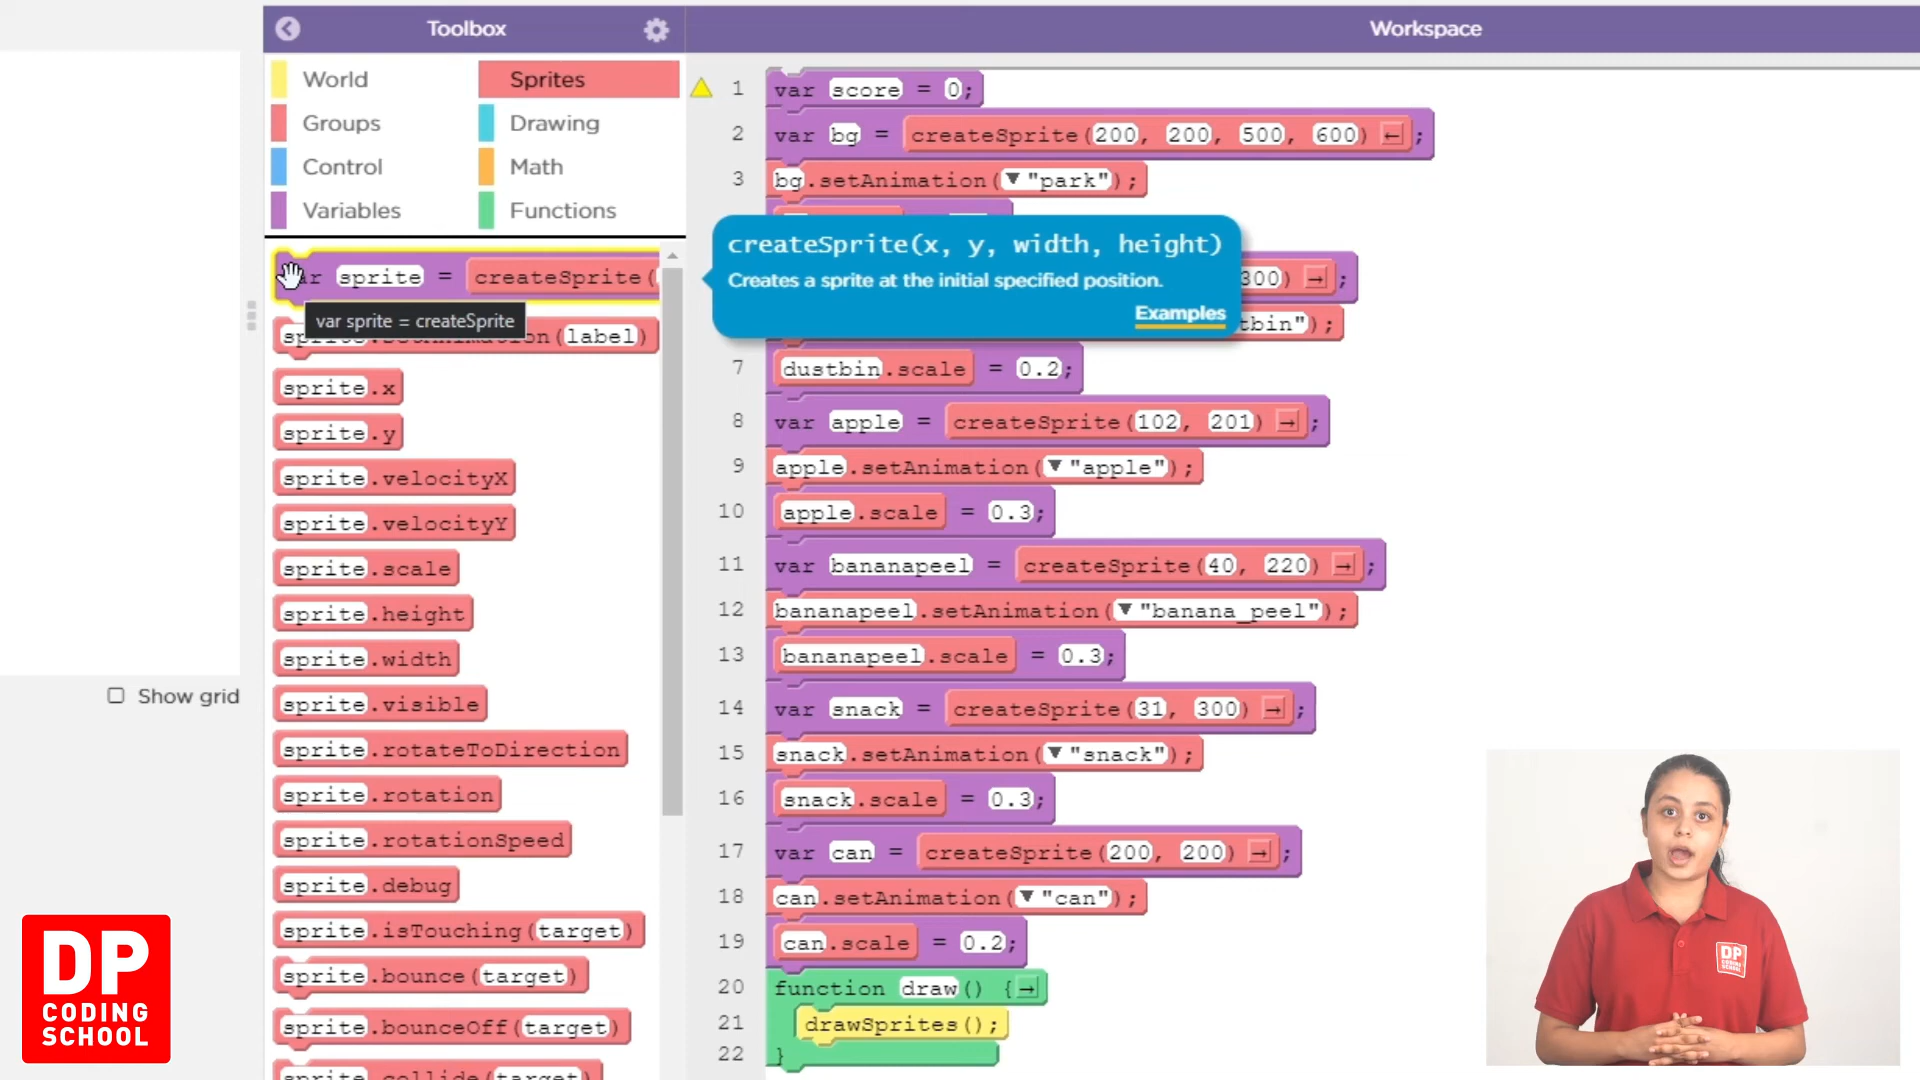 Toolbox
Workspace
World
Sprites
Groups
Drawing
Control
Math
Variables
Functions
var sprite = createSprite(
var sprite = createSprite
(label)
sprite.x
sprite.y
sprite.velocityX
sprite.velocityY
sprite.scale
sprite.height
sprite.width
sprite.visible
sprite.rotateToDirection
sprite.rotation
sprite.rotationSpeed
sprite.debug
sprite.isTouching(target)
sprite.bounce(target)
sprite.bounceOff(target)
sprite.collide(target)
Show grid
1 var score = 0;
2 var bg = createSprite(200, 200, 500, 600) ← ;
3 bg.setAnimation(▼ "park");
createSprite(x, y, width, height)
Creates a sprite at the initial specified position.
Examples
300) → ;
tbin");
7 dustbin.scale = 0.2;
8 var apple = createSprite(102, 201) → ;
9 apple.setAnimation(▼ "apple");
10 apple.scale = 0.3;
11 var bananapeel = createSprite(40, 220) → ;
12 bananapeel.setAnimation(▼ "banana_peel");
13 bananapeel.scale = 0.3;
14 var snack = createSprite(31, 300) → ;
15 snack.setAnimation(▼ "snack");
16 snack.scale = 0.3;
17 var can = createSprite(200, 200) → ;
18 can.setAnimation(▼ "can");
19 can.scale = 0.2;
20 function draw() { →
21 drawSprites();
22 }
DP
CODING
SCHOOL
DP
CODING
SCHOOL